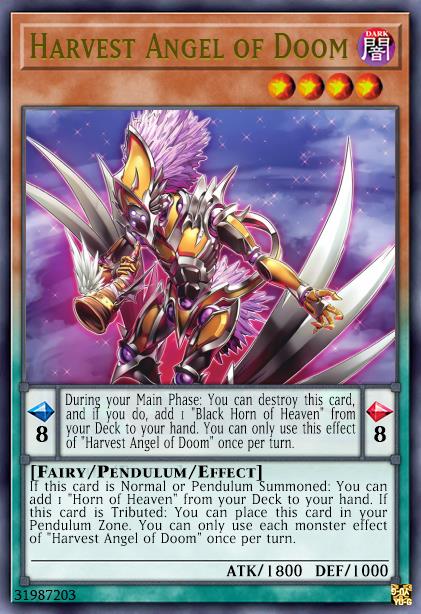 HARVEST ANGEL OF DOOM
DARK
闇
During your Main Phase: You can destroy this card,
and if you do, add 1 "Black Horn of Heaven" from
your Deck to your hand. You can only use this effect
of "Harvest Angel of Doom" once per turn.
8
8
[FAIRY/PENDULUM/EFFECT]
If this card is Normal or Pendulum Summoned: You can
add 1 "Horn of Heaven" from your Deck to your hand. If
this card is Tributed: You can place this card in your
Pendulum Zone. You can only use each monster effect
of "Harvest Angel of Doom" once per turn.
ATK/1800 DEF/1000
31987203